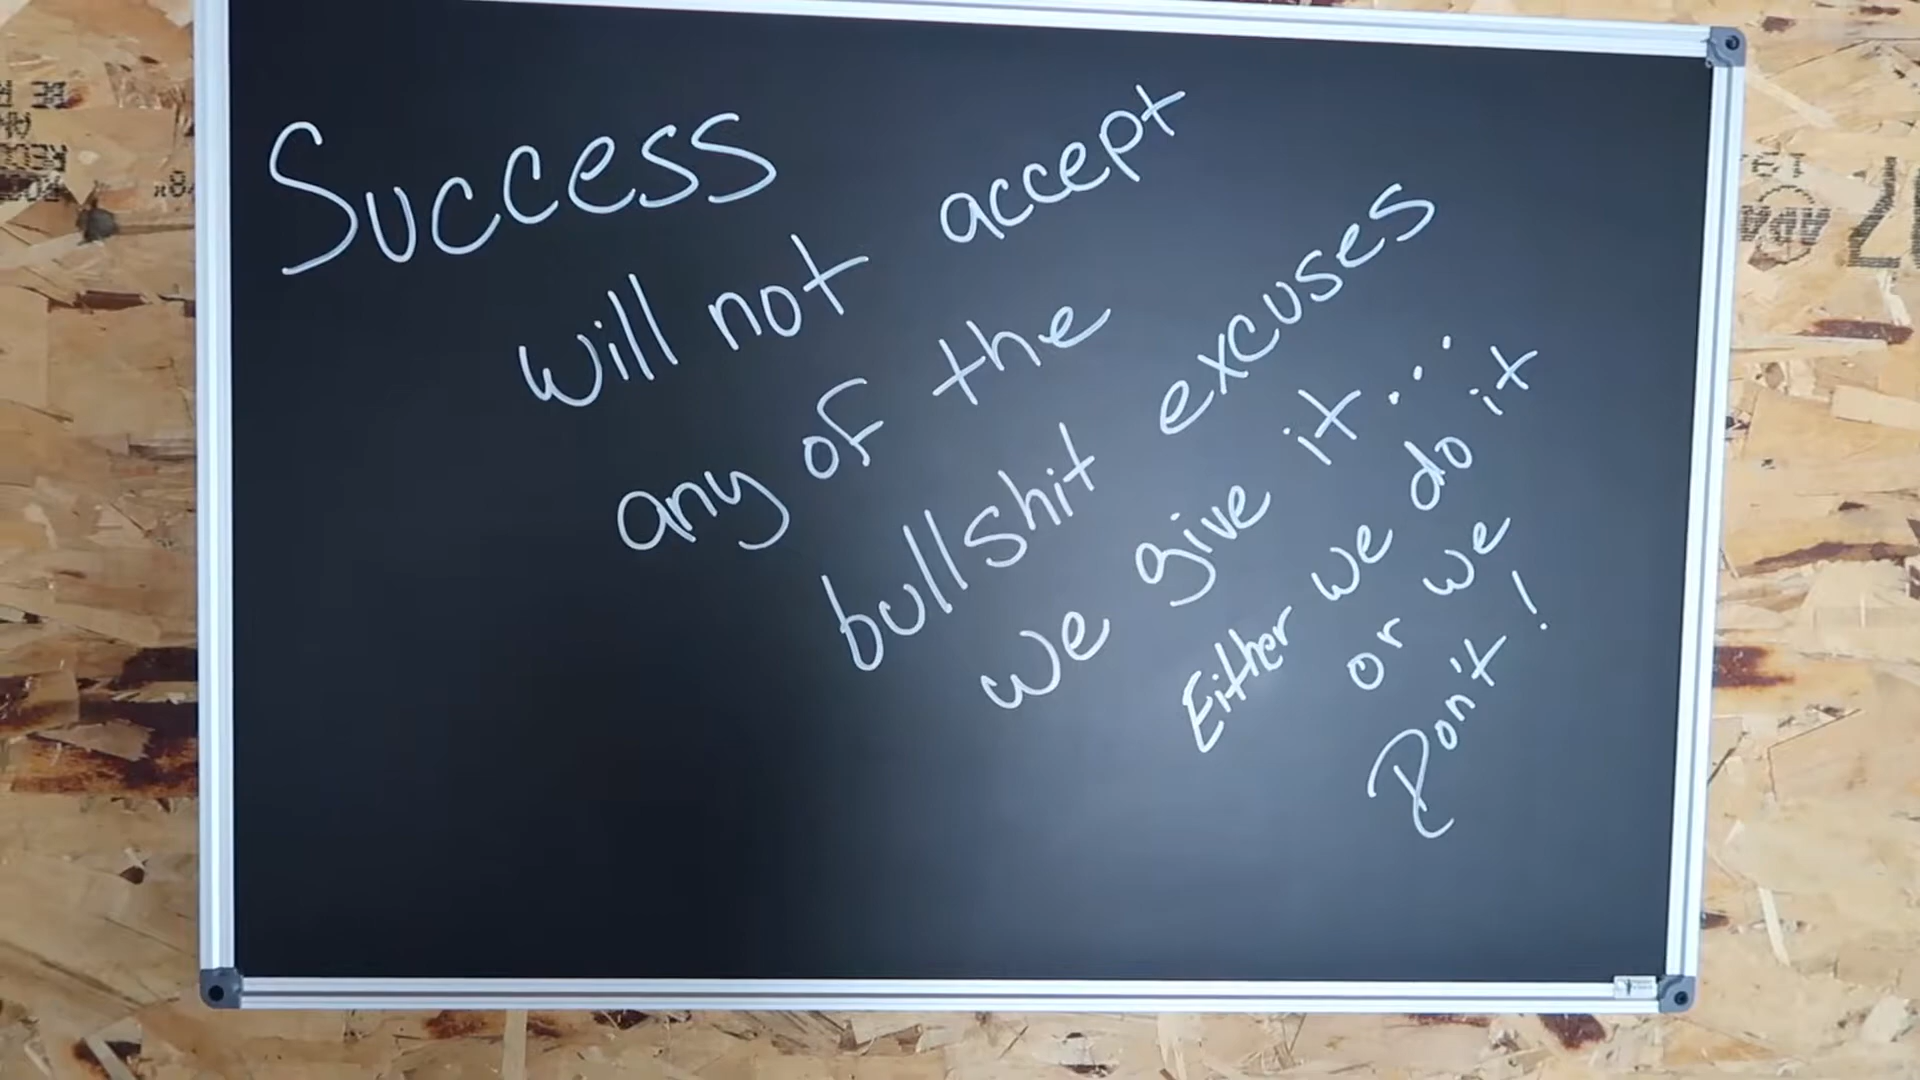 Success
will not accept
any of the
bullshit excuses
we give it...
Either we do it
or we
Don't!